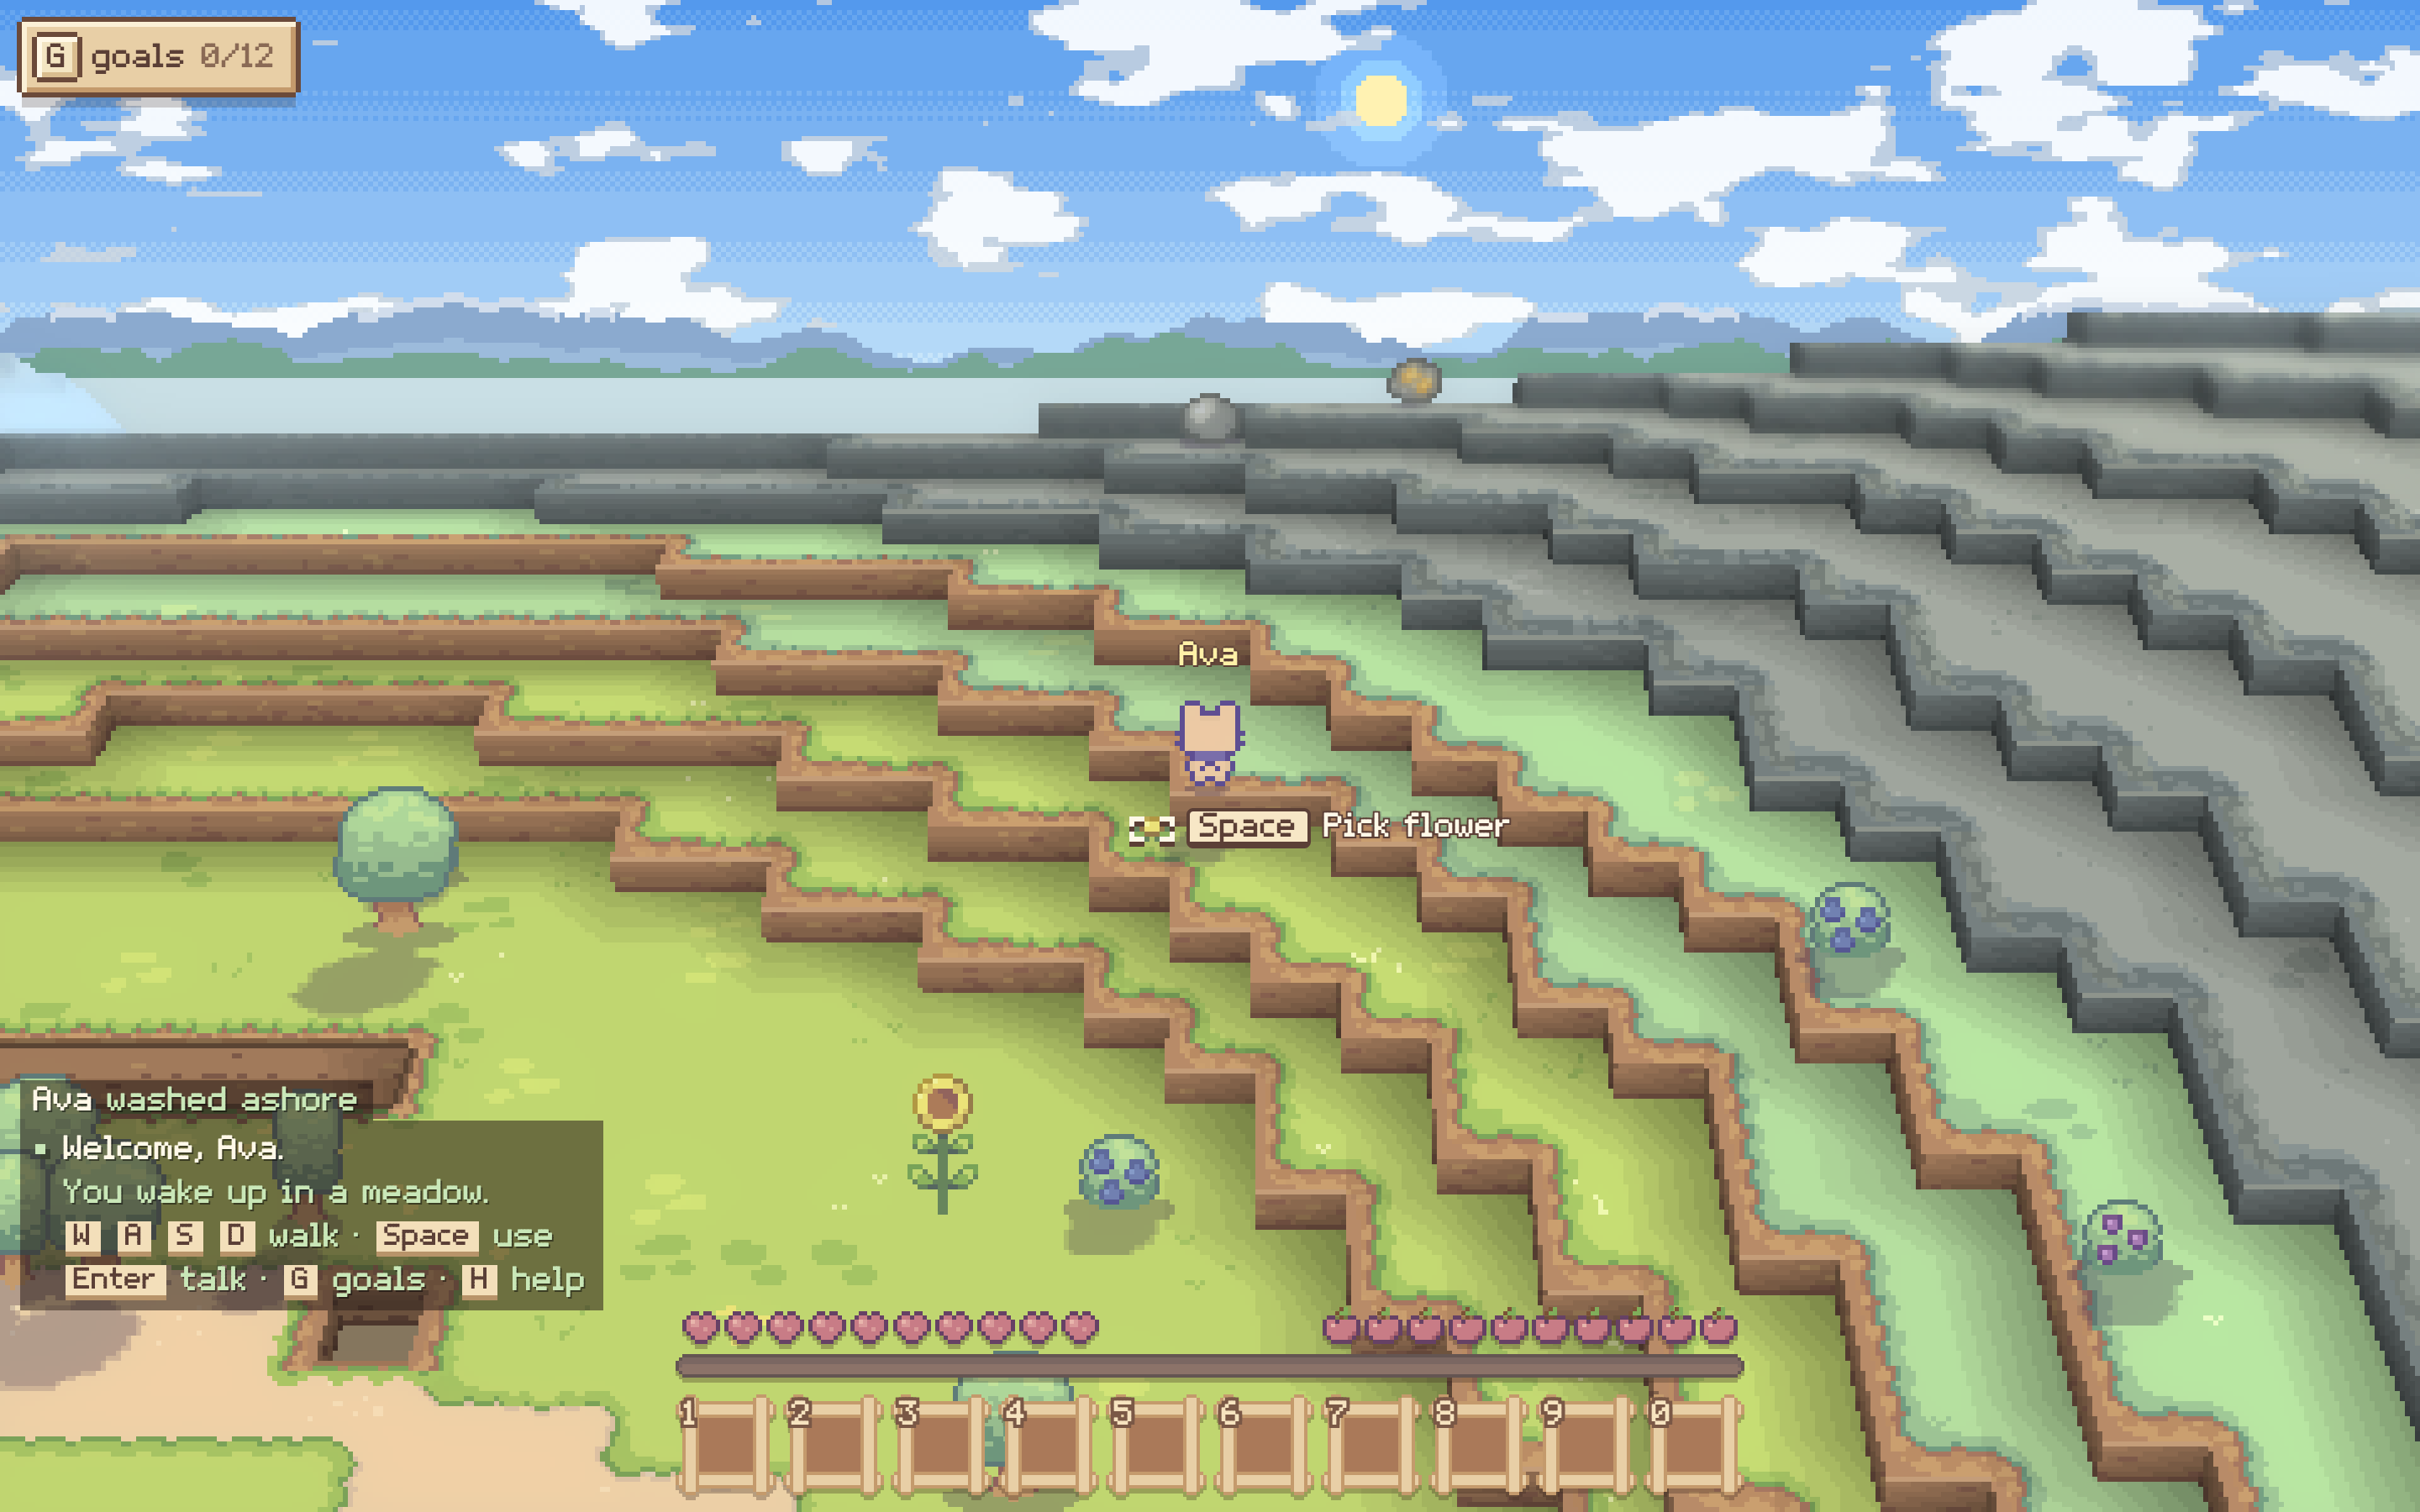 G goals 0/12
Ava
Space Pick flower
Ava washed ashore
Welcome, Ava.
You wake up in a meadow.
W A S D walk · Space use
Enter talk · G goals · H help
1 2 3 4 5 6 7 8 9 0